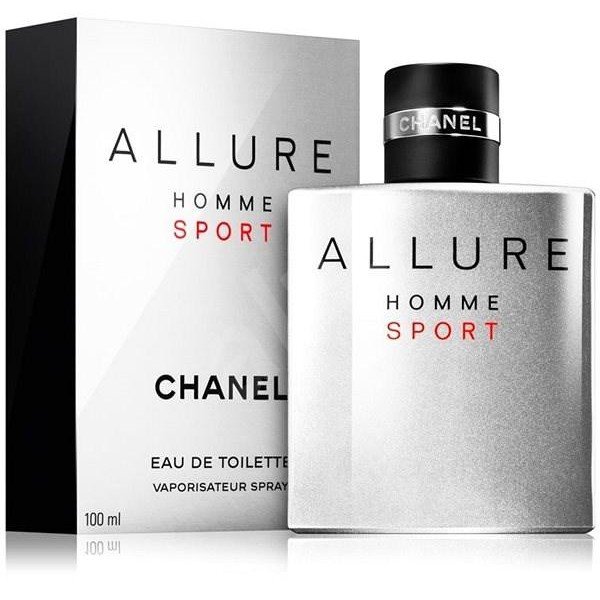 ALLURE
HOMME
SPORT
CHANEL
EAU DE TOILETTE
VAPORISATEUR SPRAY
100 ml
CHANEL
ALLURE
HOMME
SPORT